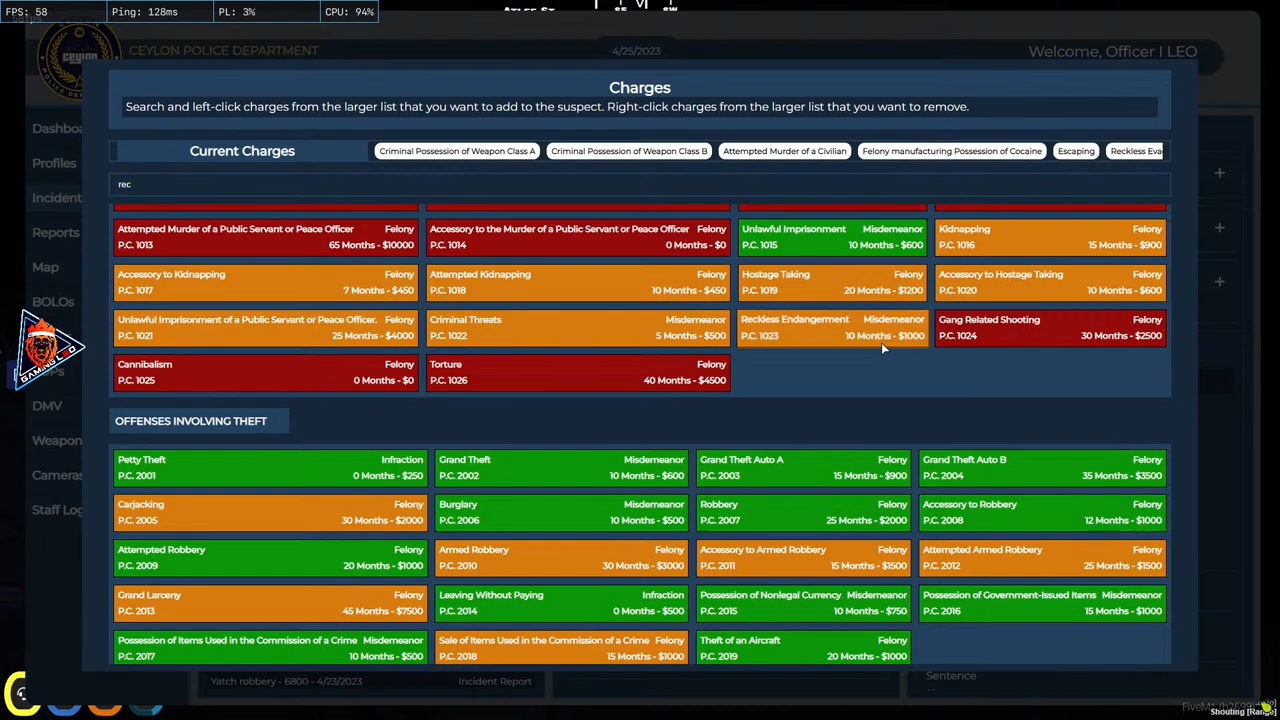 FPS: 58
Ping: 128ms
PL: 3%
CPU: 94%
ATLEE ST
SE
SW
CEYLON POLICE DEPARTMENT
4/25/2023
Welcome, Officer I LEO
Charges
Search and left-click charges from the larger list that you want to add to the suspect. Right-click charges from the larger list that you want to remove.
Current Charges
Criminal Possession of Weapon Class A
Criminal Possession of Weapon Class B
Attempted Murder of a Civilian
Felony manufacturing Possession of Cocaine
Escaping
Reckless Eva
rec
Attempted Murder of a Public Servant or Peace Officer Felony
P.C. 1013 65 Months - $10000
Accessory to the Murder of a Public Servant or Peace Officer Felony
P.C. 1014 0 Months - $0
Unlawful Imprisonment Misdemeanor
P.C. 1015 10 Months - $600
Kidnapping Felony
P.C. 1016 15 Months - $900
Accessory to Kidnapping Felony
P.C. 1017 7 Months - $450
Attempted Kidnapping Felony
P.C. 1018 10 Months - $450
Hostage Taking Felony
P.C. 1019 20 Months - $1200
Accessory to Hostage Taking Felony
P.C. 1020 10 Months - $600
Unlawful Imprisonment of a Public Servant or Peace Officer. Felony
P.C. 1021 25 Months - $4000
Criminal Threats Misdemeanor
P.C. 1022 5 Months - $500
Reckless Endangerment Misdemeanor
P.C. 1023 10 Months - $1000
Gang Related Shooting Felony
P.C. 1024 30 Months - $2500
Cannibalism Felony
P.C. 1025 0 Months - $0
Torture Felony
P.C. 1026 40 Months - $4500
OFFENSES INVOLVING THEFT
Petty Theft Infraction
P.C. 2001 0 Months - $250
Grand Theft Misdemeanor
P.C. 2002 10 Months - $600
Grand Theft Auto A Felony
P.C. 2003 15 Months - $900
Grand Theft Auto B Felony
P.C. 2004 35 Months - $3500
Carjacking Felony
P.C. 2005 30 Months - $2000
Burglary Misdemeanor
P.C. 2006 10 Months - $500
Robbery Felony
P.C. 2007 25 Months - $2000
Accessory to Robbery Felony
P.C. 2008 12 Months - $1000
Attempted Robbery Felony
P.C. 2009 20 Months - $1000
Armed Robbery Felony
P.C. 2010 30 Months - $3000
Accessory to Armed Robbery Felony
P.C. 2011 15 Months - $1500
Attempted Armed Robbery Felony
P.C. 2012 25 Months - $1500
Grand Larceny Felony
P.C. 2013 45 Months - $7500
Leaving Without Paying Infraction
P.C. 2014 0 Months - $500
Possession of Nonlegal Currency Misdemeanor
P.C. 2015 10 Months - $750
Possession of Government-Issued Items Misdemeanor
P.C. 2016 15 Months - $1000
Possession of Items Used in the Commission of a Crime Misdemeanor
P.C. 2017 10 Months - $500
Sale of Items Used in the Commission of a Crime Felony
P.C. 2018 15 Months - $1000
Theft of an Aircraft Felony
P.C. 2019 20 Months - $1000
Dashboa
Profiles
Incident
Reports
Map
BOLOs
DMV
Weapon
Cameras
Staff Log
GAMING LEO
Yatch robbery - 6800 - 4/23/2023
Incident Report
Sentence
Shouting [Range]